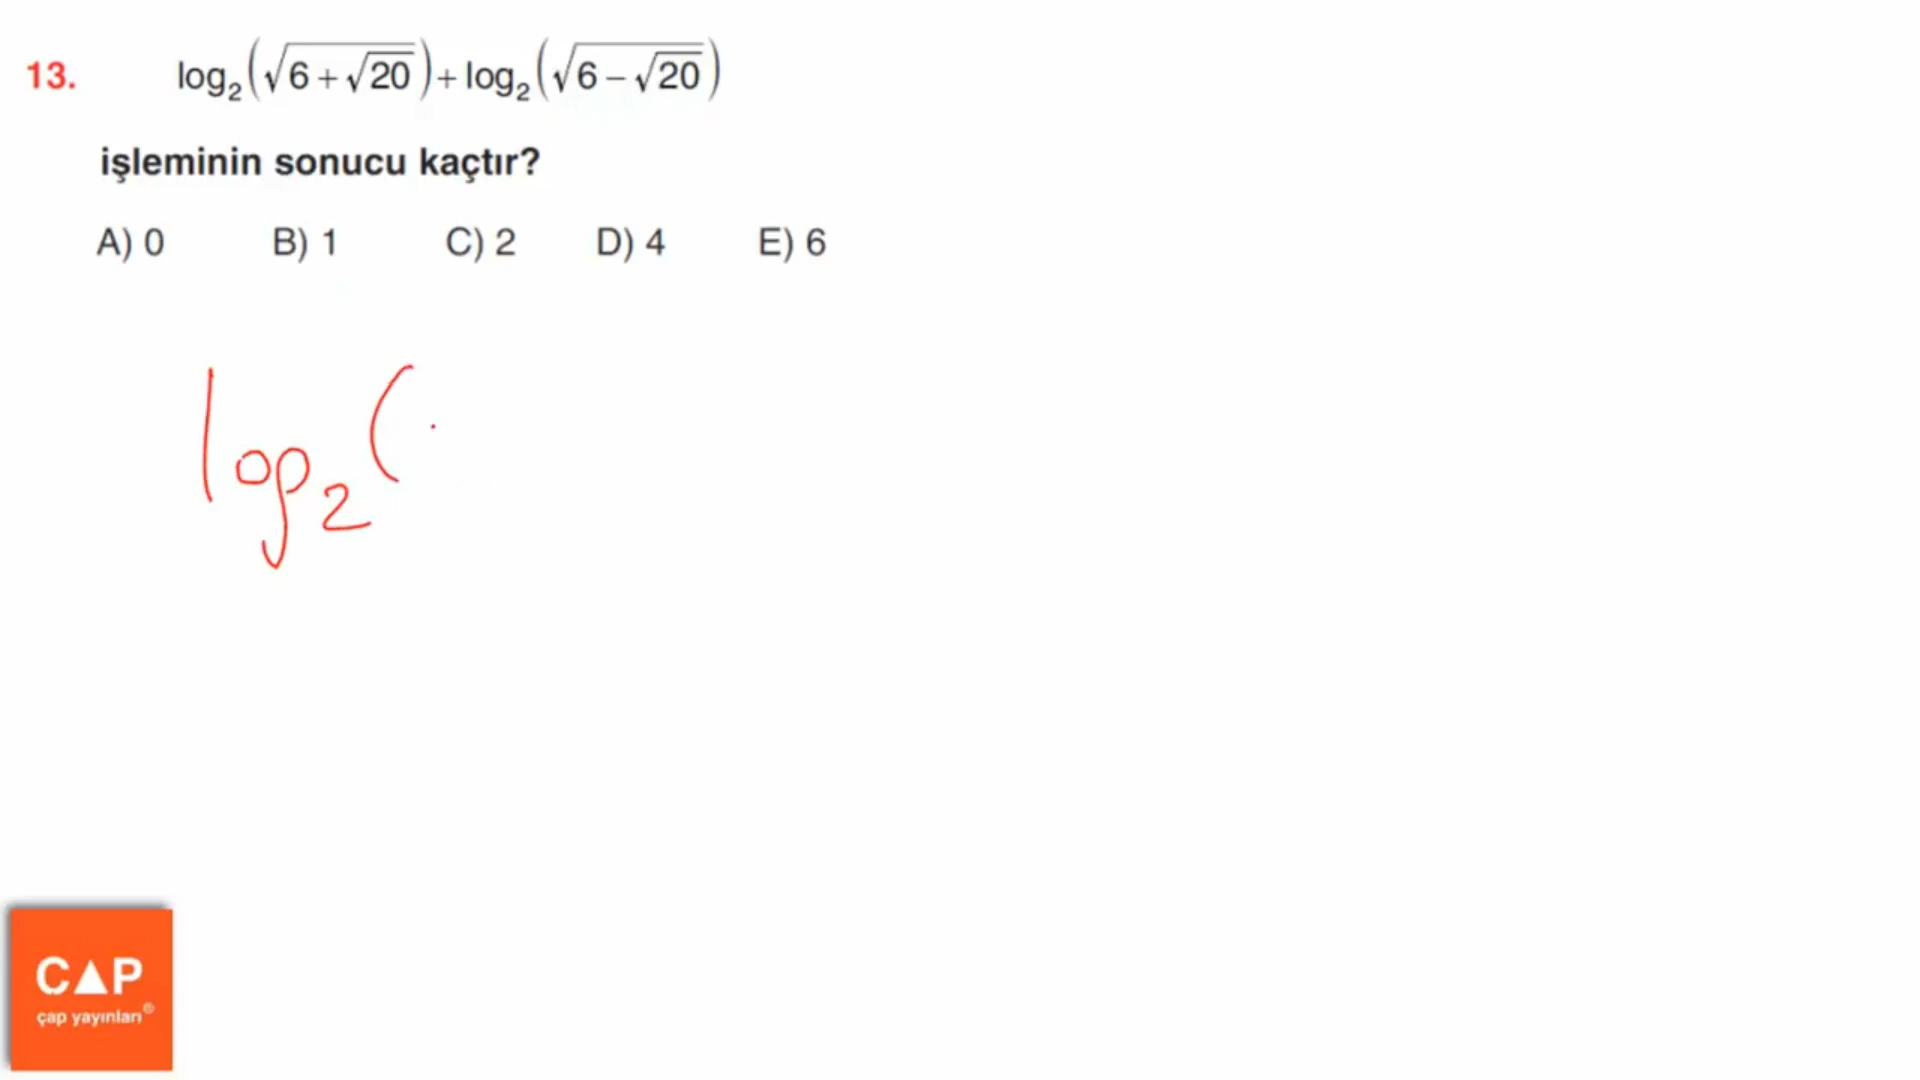 13. log₂(√(6+√20)) + log₂(√(6−√20))
işleminin sonucu kaçtır?
A) 0 B) 1 C) 2 D) 4 E) 6
log₂(
CAP
çap yayınları®